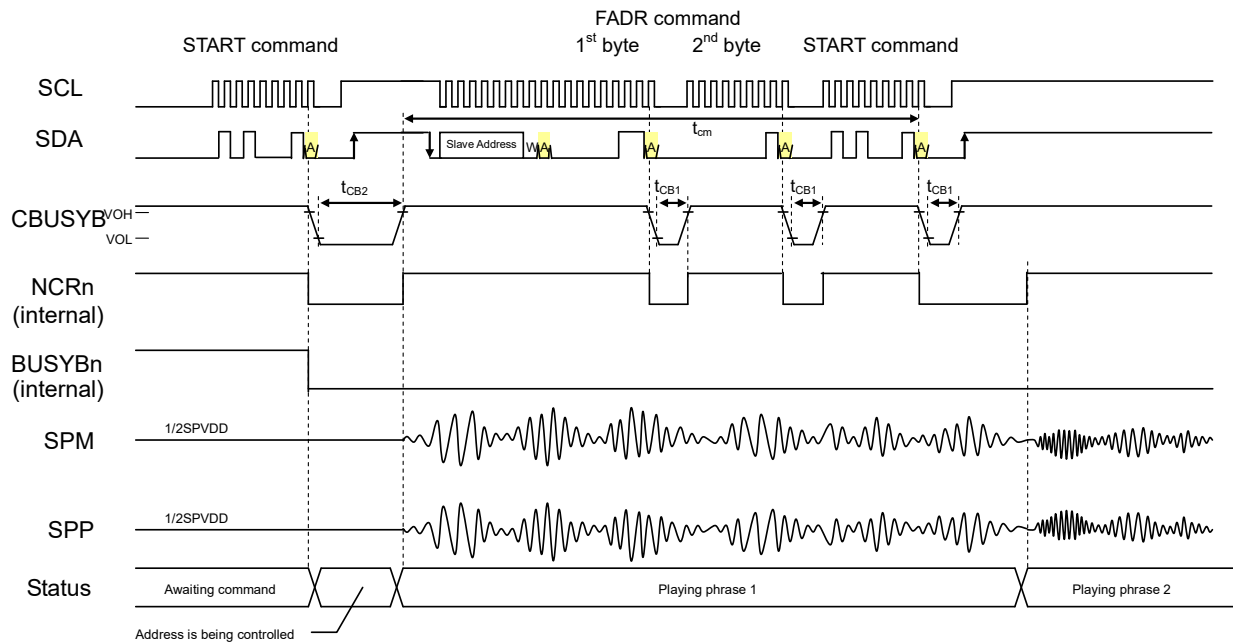 FADR command
START command 1st byte 2nd byte START command
SCL
tcm
SDA A Slave Address W A A A A
tCB2 tCB1 tCB1 tCB1
CBUSYB VOH
VOL
NCRn
(internal)
BUSYBn
(internal)
SPM 1/2SPVDD
SPP 1/2SPVDD
Status Awaiting command Playing phrase 1 Playing phrase 2
Address is being controlled